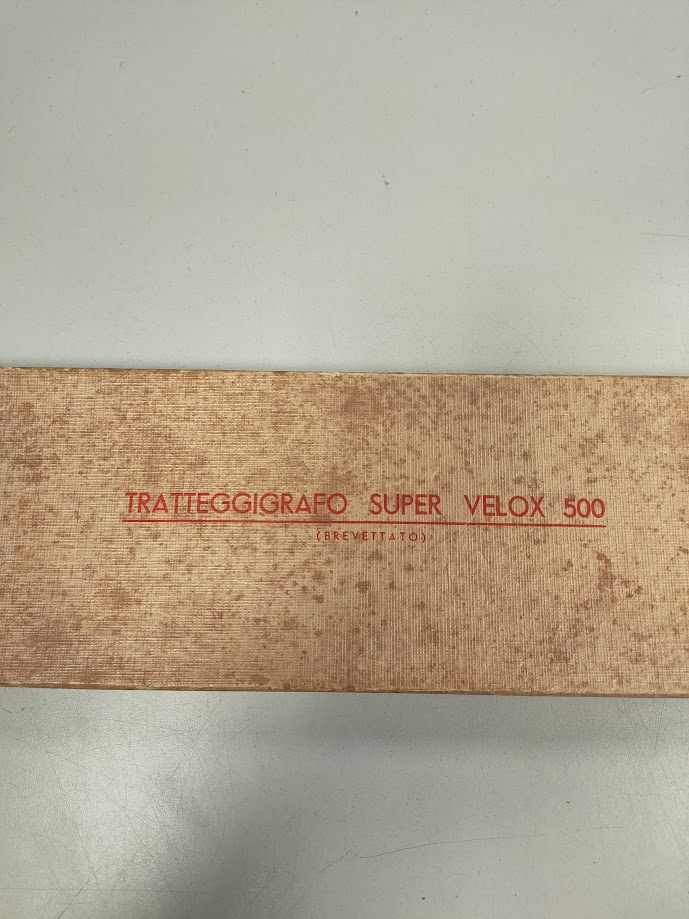 TRATTEGGIGRAFO SUPER VELOX 500
(BREVETTATO)